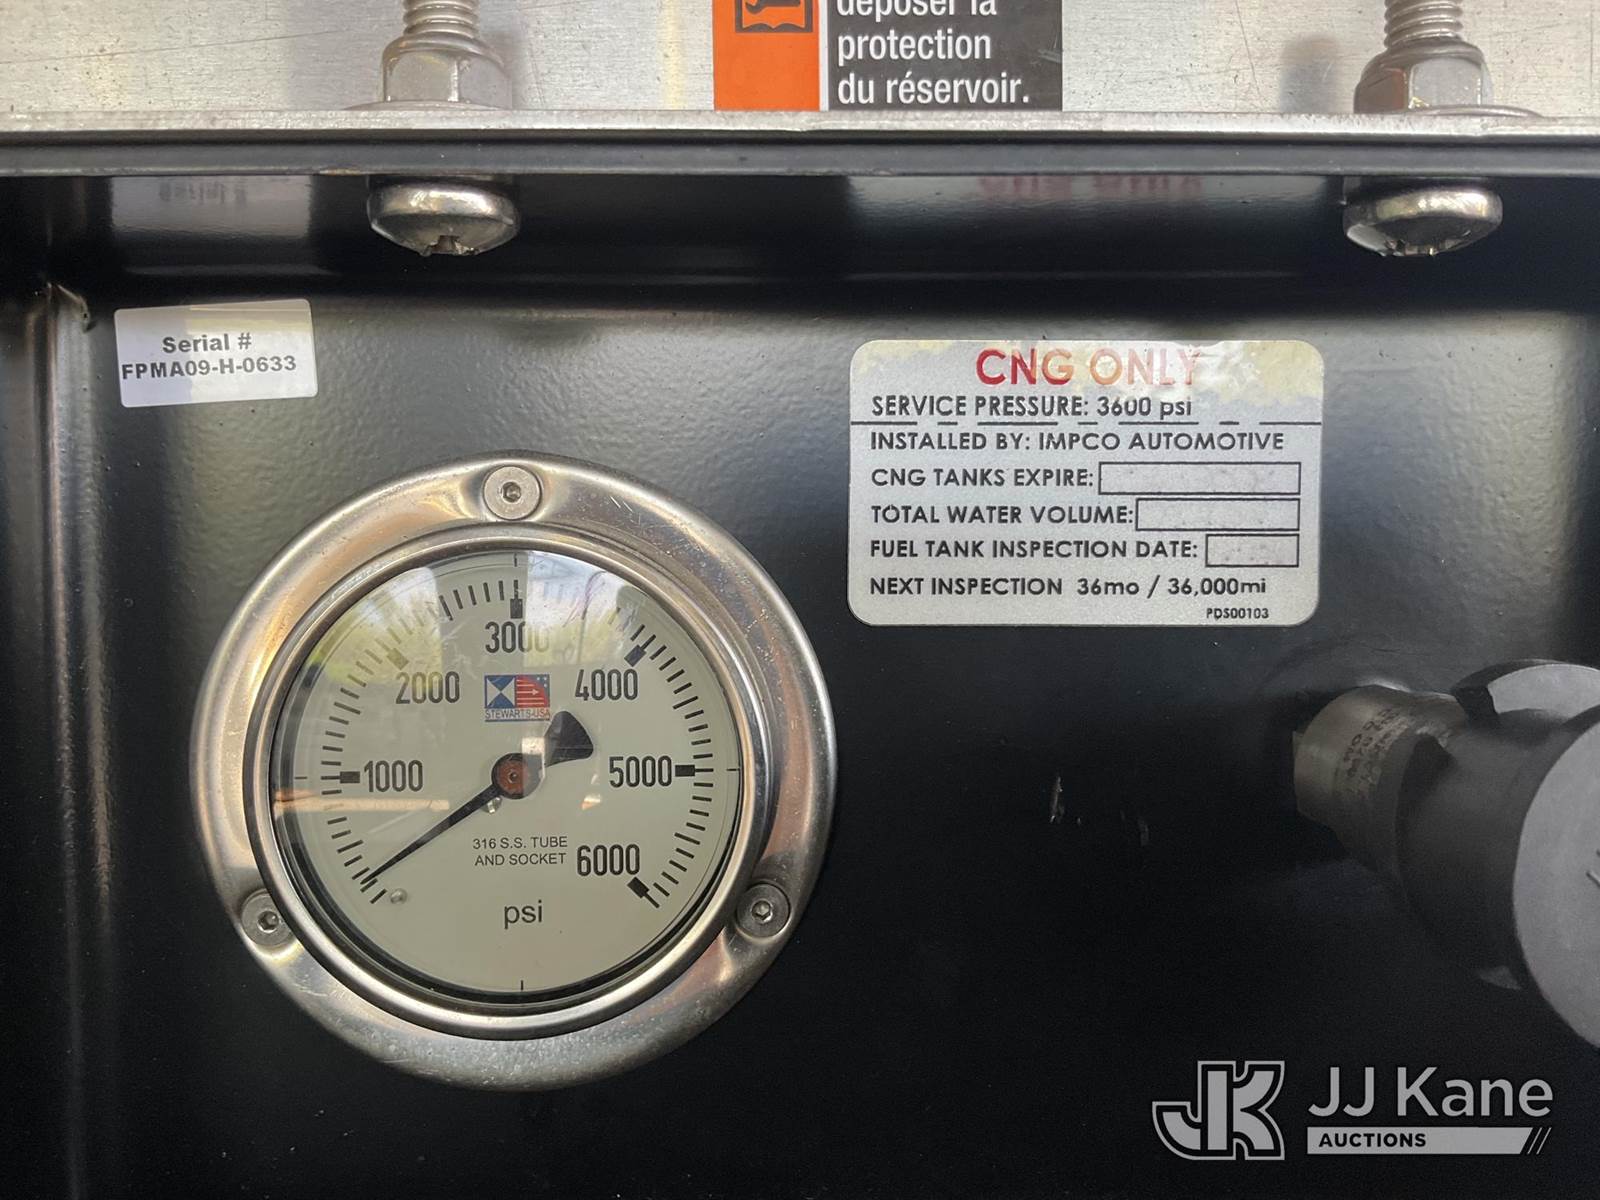 déposer la
protection
du réservoir.
Serial #
FPMA09-H-0633
CNG ONLY
SERVICE PRESSURE: 3600 psi
INSTALLED BY: IMPCO AUTOMOTIVE
CNG TANKS EXPIRE:
TOTAL WATER VOLUME:
FUEL TANK INSPECTION DATE:
NEXT INSPECTION 36mo / 36,000mi
PDS00103
3000
2000
4000
STEWARTS-USA
1000
5000
316 S.S. TUBE
AND SOCKET
6000
psi
JK
JJ Kane
AUCTIONS